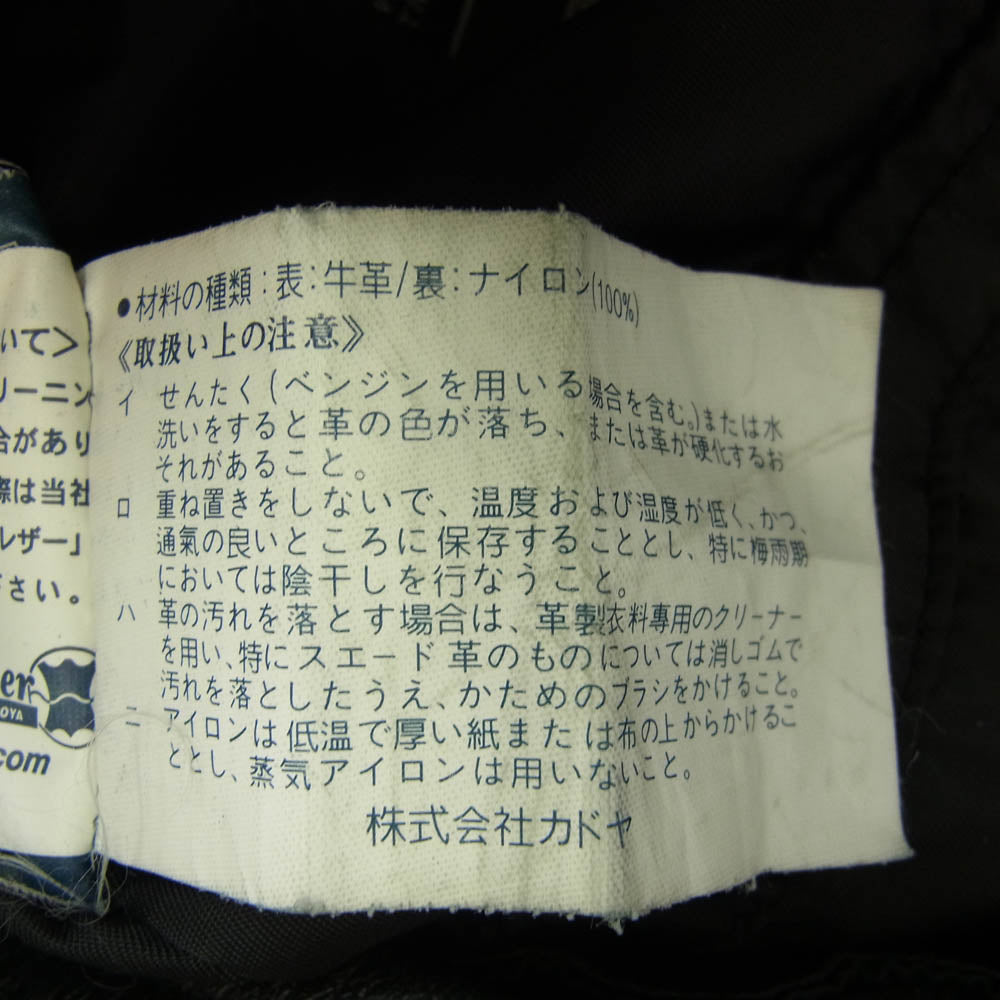 いて>
リーニン
合があり
際は当社
レザー」
ださい。
er
OYA
.com
●材料の種類：表：牛革/裏：ナイロン(100%)
《取扱い上の注意》
イ せんたく(ベンジンを用いる場合を含む。)または水
洗いをすると革の色が落ち、または革が硬化するお
それがあること。
ロ 重ね置きをしないで、温度および湿度が低く、かつ、
通氣の良いところに保存することとし、特に梅雨期
においては陰干しを行なうこと。
ハ 革の汚れを落とす場合は、革製衣料專用のクリーナー
を用い、特にスエード革のものについては消しゴムで
汚れを落としたうえ、かためのブラシをかけること。
ニ アイロンは低温で厚い紙または布の上からかけるこ
ととし、蒸気アイロンは用いないこと。
株式会社カドヤ